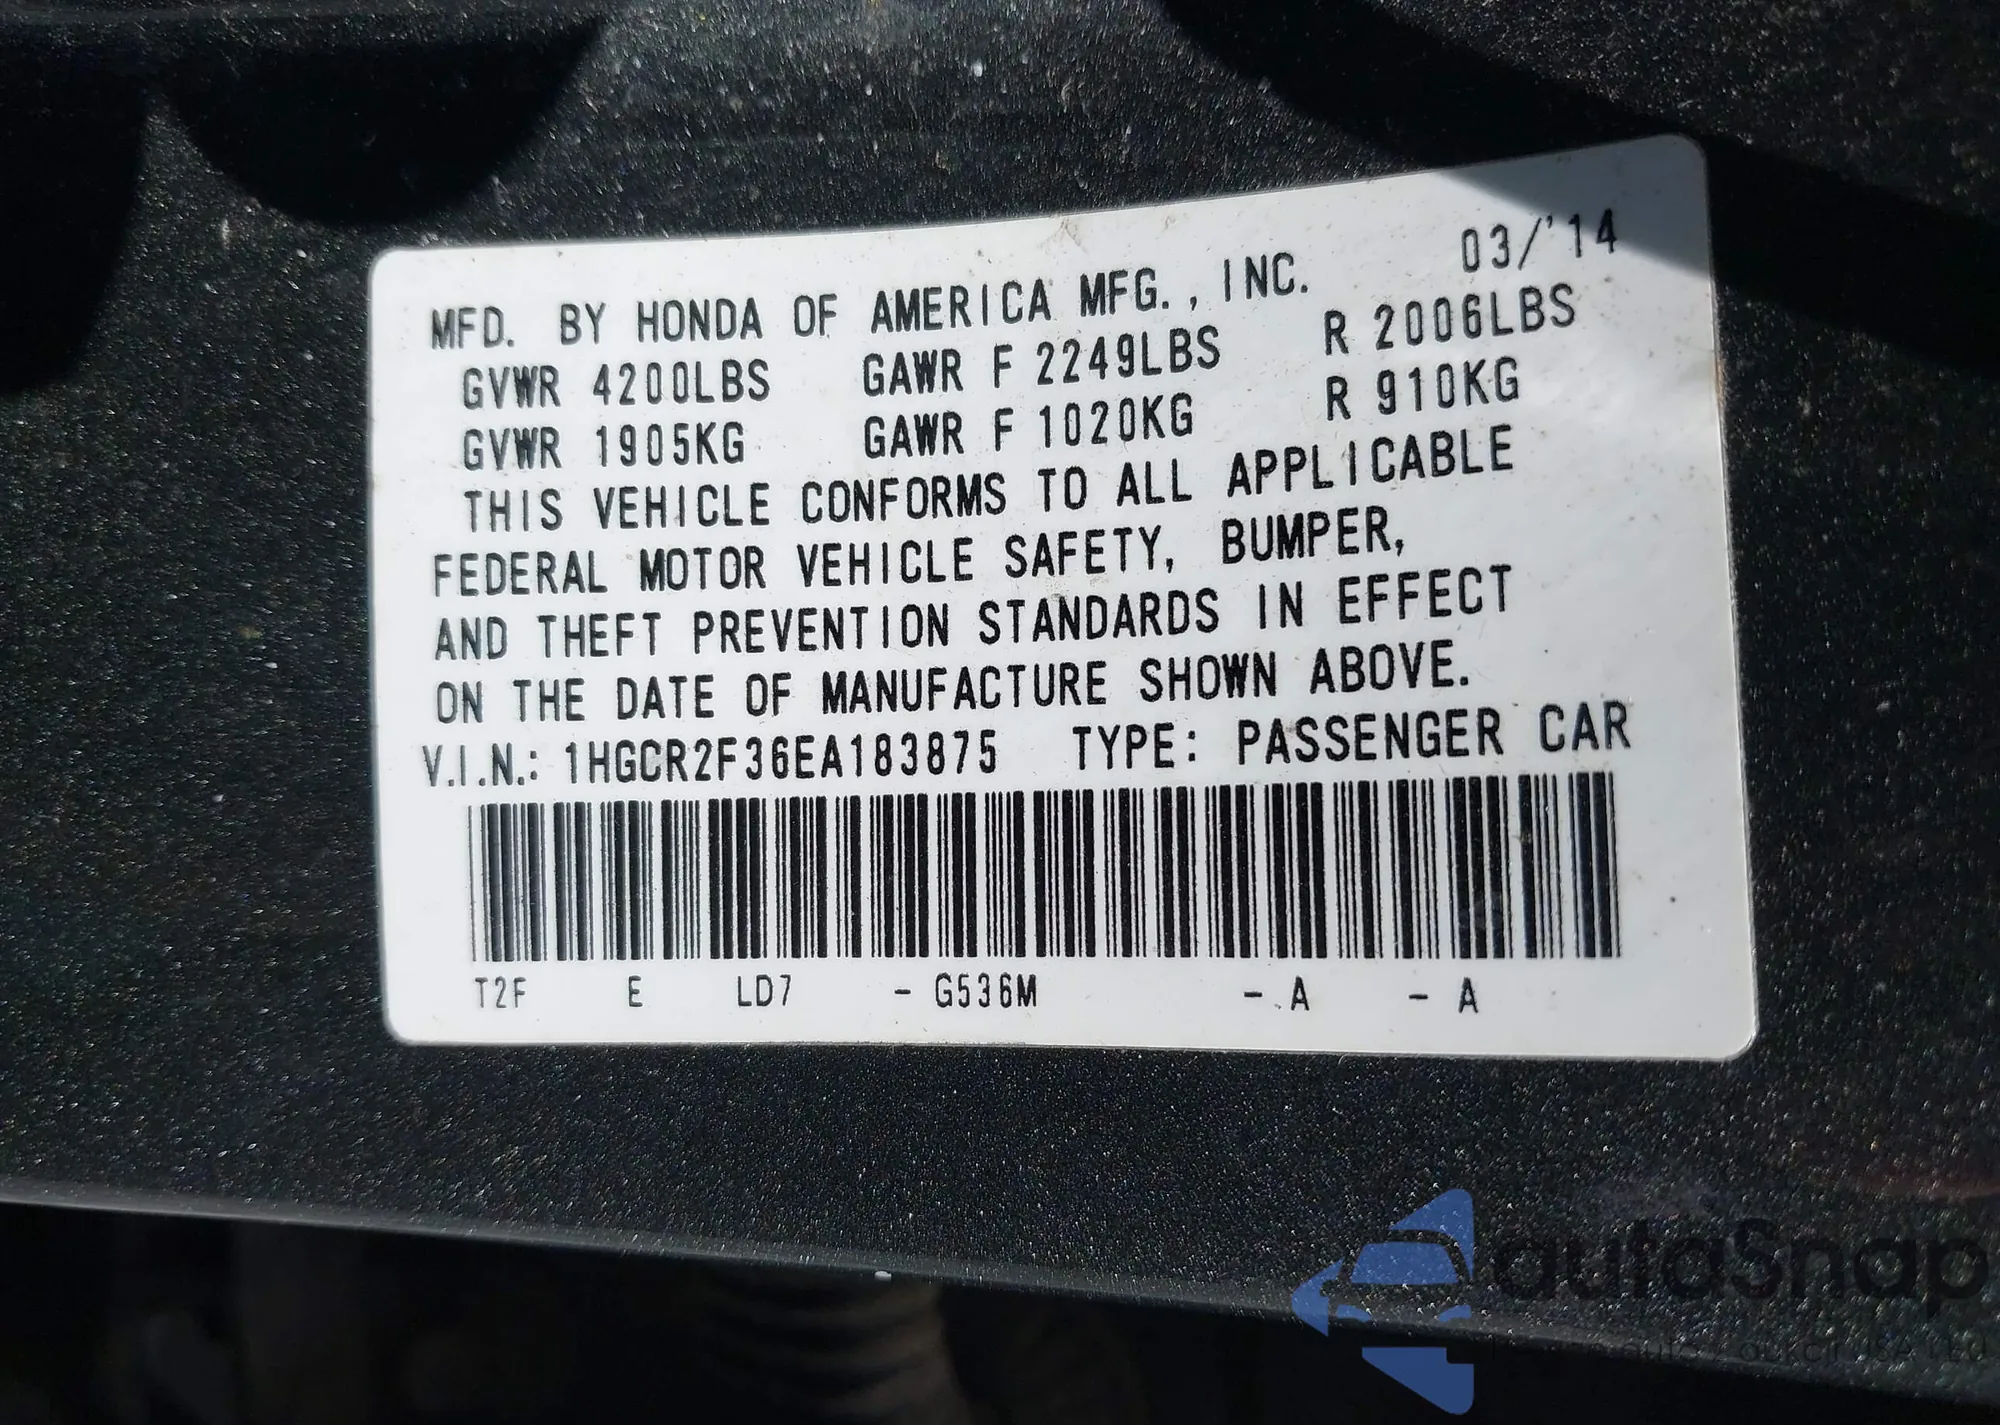 MFD. BY HONDA OF AMERICA MFG., INC. 03/'14
GVWR 4200LBS GAWR F 2249LBS R 2006LBS
GVWR 1905KG GAWR F 1020KG R 910KG
THIS VEHICLE CONFORMS TO ALL APPLICABLE
FEDERAL MOTOR VEHICLE SAFETY, BUMPER,
AND THEFT PREVENTION STANDARDS IN EFFECT
ON THE DATE OF MANUFACTURE SHOWN ABOVE.
V.I.N.: 1HGCR2F36EA183875 TYPE: PASSENGER CAR
T2F E LD7 - G536M - A - A
autoSnap